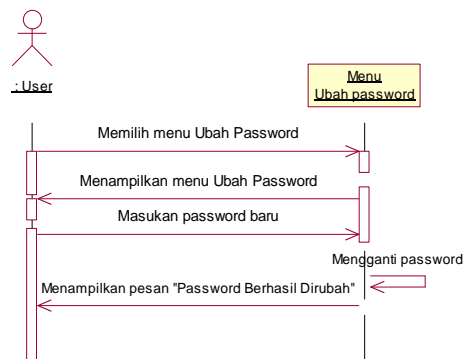 : User
Menu
Ubah password
Memilih menu Ubah Password
Menampilkan menu Ubah Password
Masukan password baru
Mengganti password
Menampilkan pesan "Password Berhasil Dirubah"